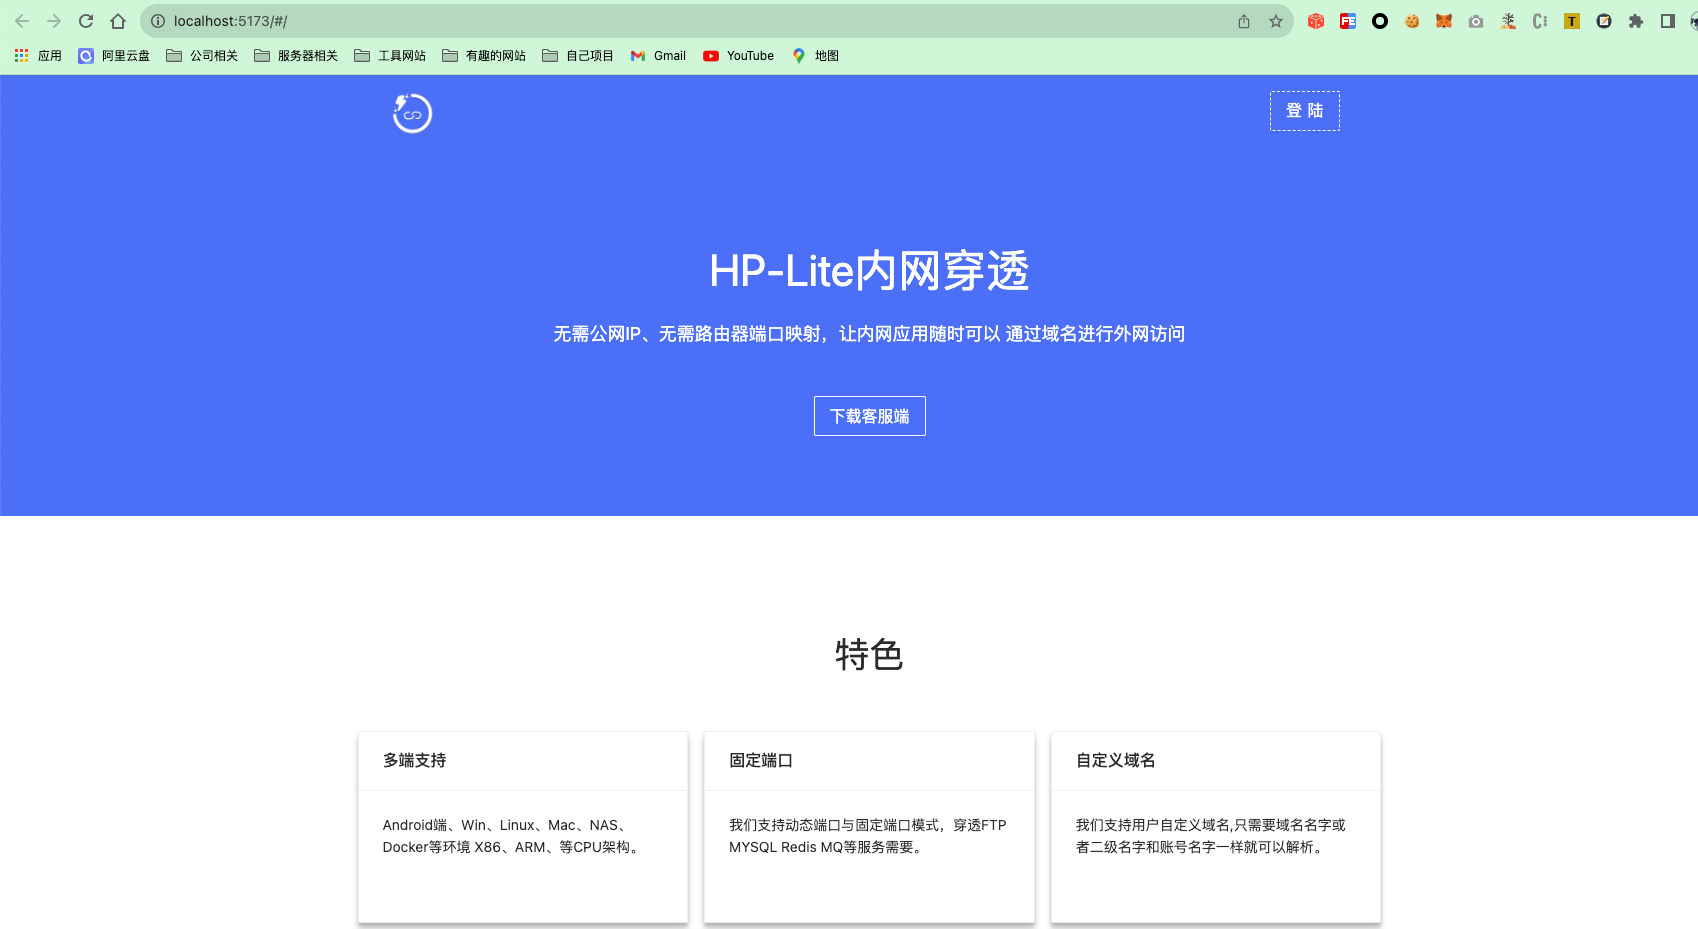 localhost:5173/#/
应用 阿里云盘 公司相关 服务器相关 工具网站 有趣的网站 自己项目 Gmail YouTube 地图
登 陆
HP-Lite内网穿透
无需公网IP、无需路由器端口映射，让内网应用随时可以 通过域名进行外网访问
下载客服端
特色
多端支持
Android端、Win、Linux、Mac、NAS、
Docker等环境 X86、ARM、等CPU架构。
固定端口
我们支持动态端口与固定端口模式，穿透FTP
MYSQL Redis MQ等服务需要。
自定义域名
我们支持用户自定义域名,只需要域名名字或
者二级名字和账号名字一样就可以解析。